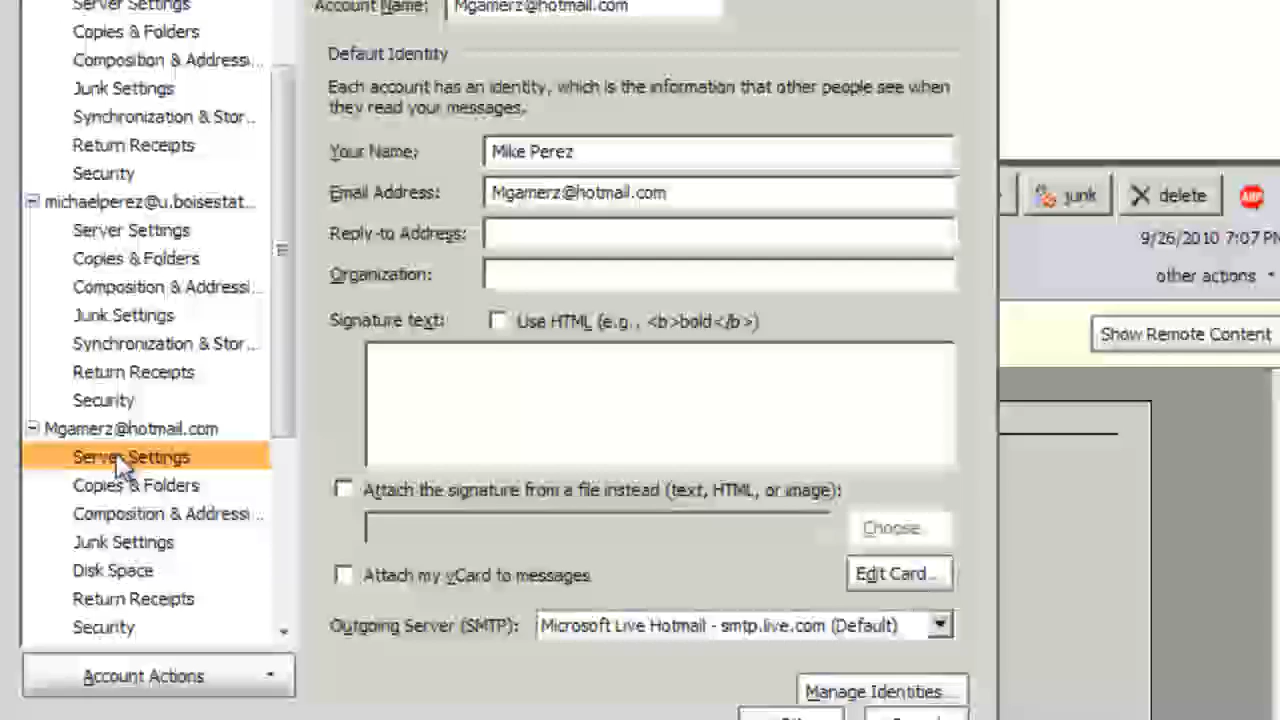 Server Settings
Copies & Folders
Composition & Addressi...
Junk Settings
Synchronization & Stor...
Return Receipts
Security
michaelperez@u.boisestat...
Server Settings
Copies & Folders
Composition & Addressi...
Junk Settings
Synchronization & Stor...
Return Receipts
Security
Mgamerz@hotmail.com
Server Settings
Copies & Folders
Composition & Addressi...
Junk Settings
Disk Space
Return Receipts
Security
Account Actions
Account Name: Mgamerz@hotmail.com
Default Identity
Each account has an identity, which is the information that other people see when
they read your messages.
Your Name: Mike Perez
Email Address: Mgamerz@hotmail.com
Reply-to Address:
Organization:
Signature text: Use HTML (e.g., <b>bold</b>)
Attach the signature from a file instead (text, HTML, or image):
Choose...
Attach my vCard to messages
Edit Card...
Outgoing Server (SMTP): Microsoft Live Hotmail - smtp.live.com (Default)
Manage Identities...
junk
delete
ABP
9/26/2010 7:07 PM
other actions
Show Remote Content